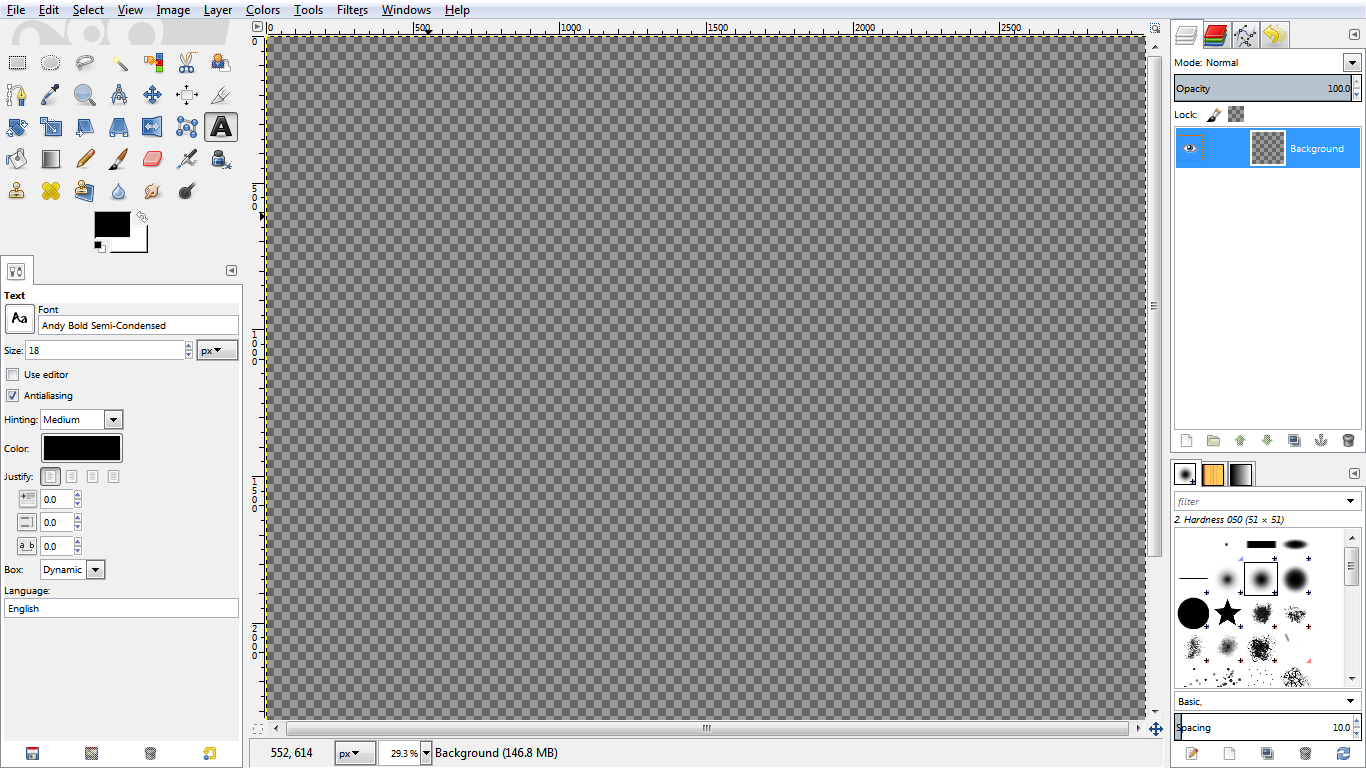 File Edit Select View Image Layer Colors Tools Filters Windows Help
0 500 1000 1500 2000 2500
0
500
1000
1500
2000
Text
Aa
Font
Andy Bold Semi-Condensed
Size: 18 px
Use editor
Antialiasing
Hinting: Medium
Color:
Justify:
0.0
0.0
a b 0.0
Box: Dynamic
Language:
English
552, 614 px 29.3 % Background (146.8 MB)
Mode: Normal
Opacity 100.0
Lock:
Background
filter
2. Hardness 050 (51 × 51)
Basic,
Spacing 10.0